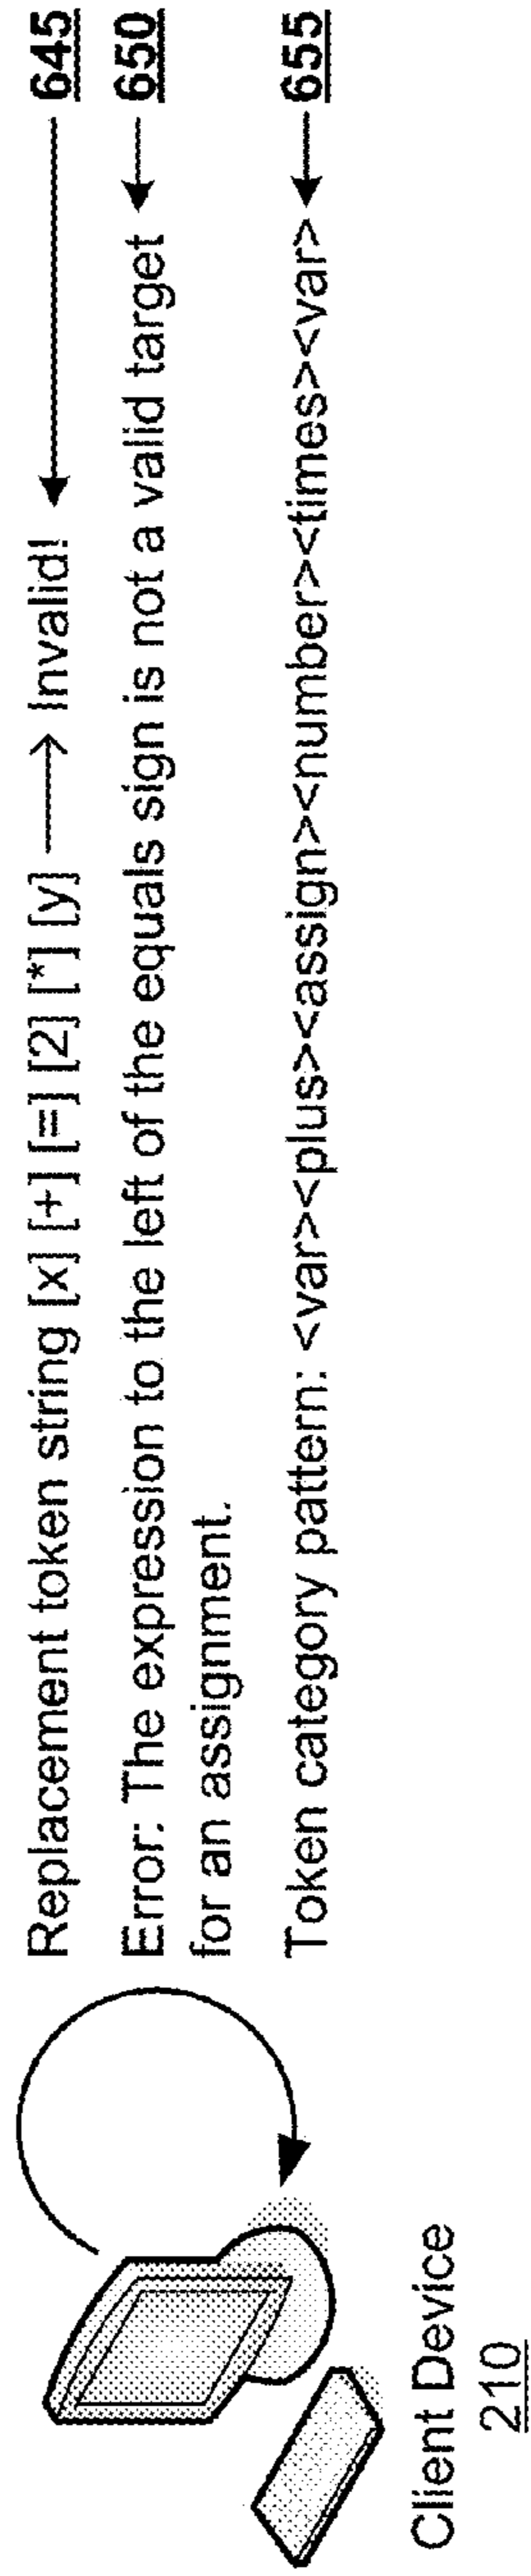 Replacement token string [x] [+] [=] [2] [*] [y] ⟶ Invalid! 645
Error: The expression to the left of the equals sign is not a valid target 650
for an assignment.
Token category pattern: <var><plus><assign><number><times><var> 655
Client Device
210